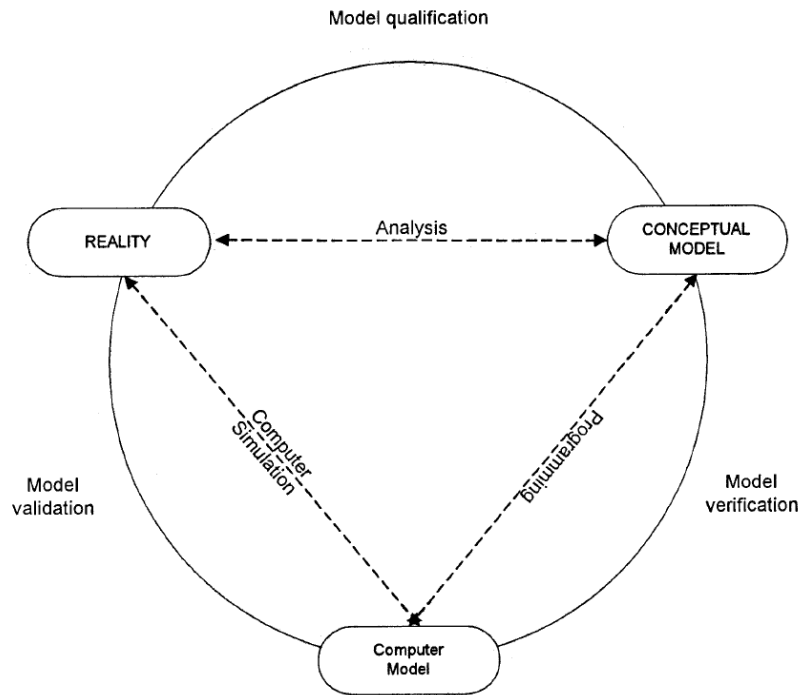 Model qualification
REALITY
Analysis
CONCEPTUAL
MODEL
Computer
Simulation
Programming
Model
validation
Model
verification
Computer
Model